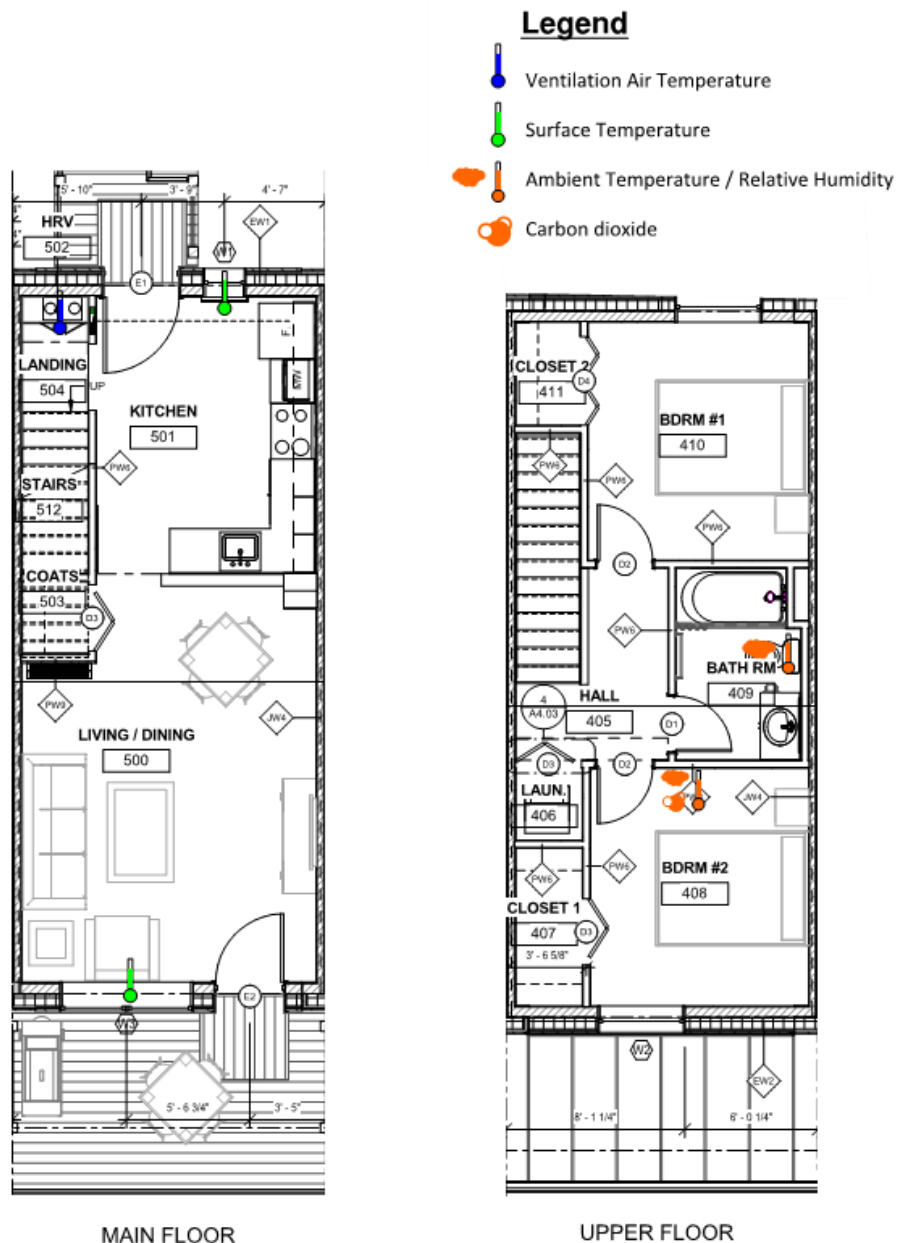 Legend
Ventilation Air Temperature
Surface Temperature
Ambient Temperature / Relative Humidity
Carbon dioxide
5' - 10"
3' - 9"
4' - 7"
HRV
502
EW1
W1
E1
LANDING
504
UP
F.
MW
KITCHEN
501
PW6
STAIRS
512
COATS
503
D3
PW9
JW4
LIVING / DINING
500
E2
W3
5' - 6 3/4"
3' - 5"
MAIN FLOOR
CLOSET 2
411
D4
BDRM #1
410
PW6
PW6
PW6
D2
PW6
BATH RM
409
HALL
405
4
A4.03
D1
D3
D2
LAUN.
406
JW4
PW6
PW6
BDRM #2
408
CLOSET 1
407
D3
3' - 6 5/8"
W2
EW2
8' - 1 1/4"
6' - 0 1/4"
UPPER FLOOR